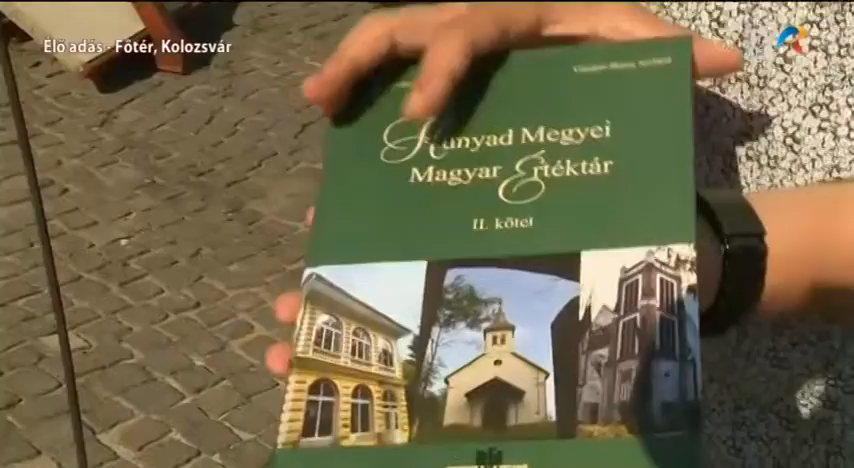 Élő adás - Főtér, Kolozsvár
Hunyad Megyei
Magyar Értéktár
II. kötet